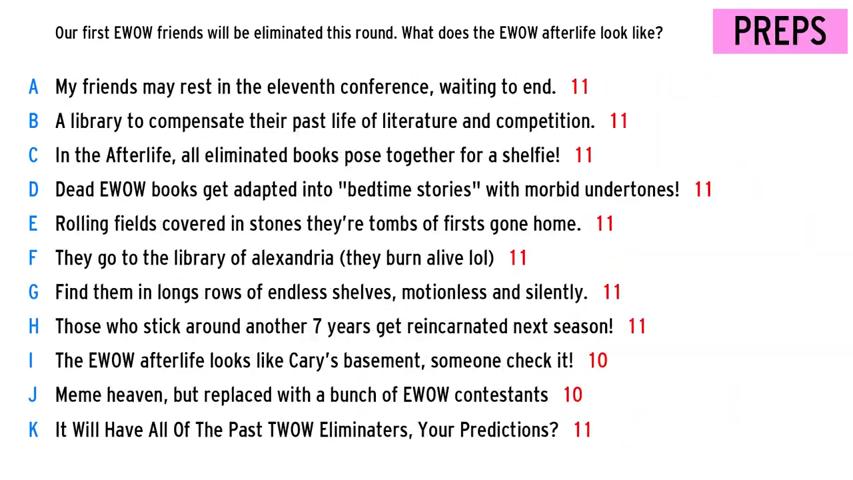 Our first EWOW friends will be eliminated this round. What does the EWOW afterlife look like?
PREPS
A My friends may rest in the eleventh conference, waiting to end. 11
B A library to compensate their past life of literature and competition. 11
C In the Afterlife, all eliminated books pose together for a shelfie! 11
D Dead EWOW books get adapted into "bedtime stories" with morbid undertones! 11
E Rolling fields covered in stones they're tombs of firsts gone home. 11
F They go to the library of alexandria (they burn alive lol) 11
G Find them in longs rows of endless shelves, motionless and silently. 11
H Those who stick around another 7 years get reincarnated next season! 11
I The EWOW afterlife looks like Cary's basement, someone check it! 10
J Meme heaven, but replaced with a bunch of EWOW contestants 10
K It Will Have All Of The Past TWOW Eliminaters, Your Predictions? 11